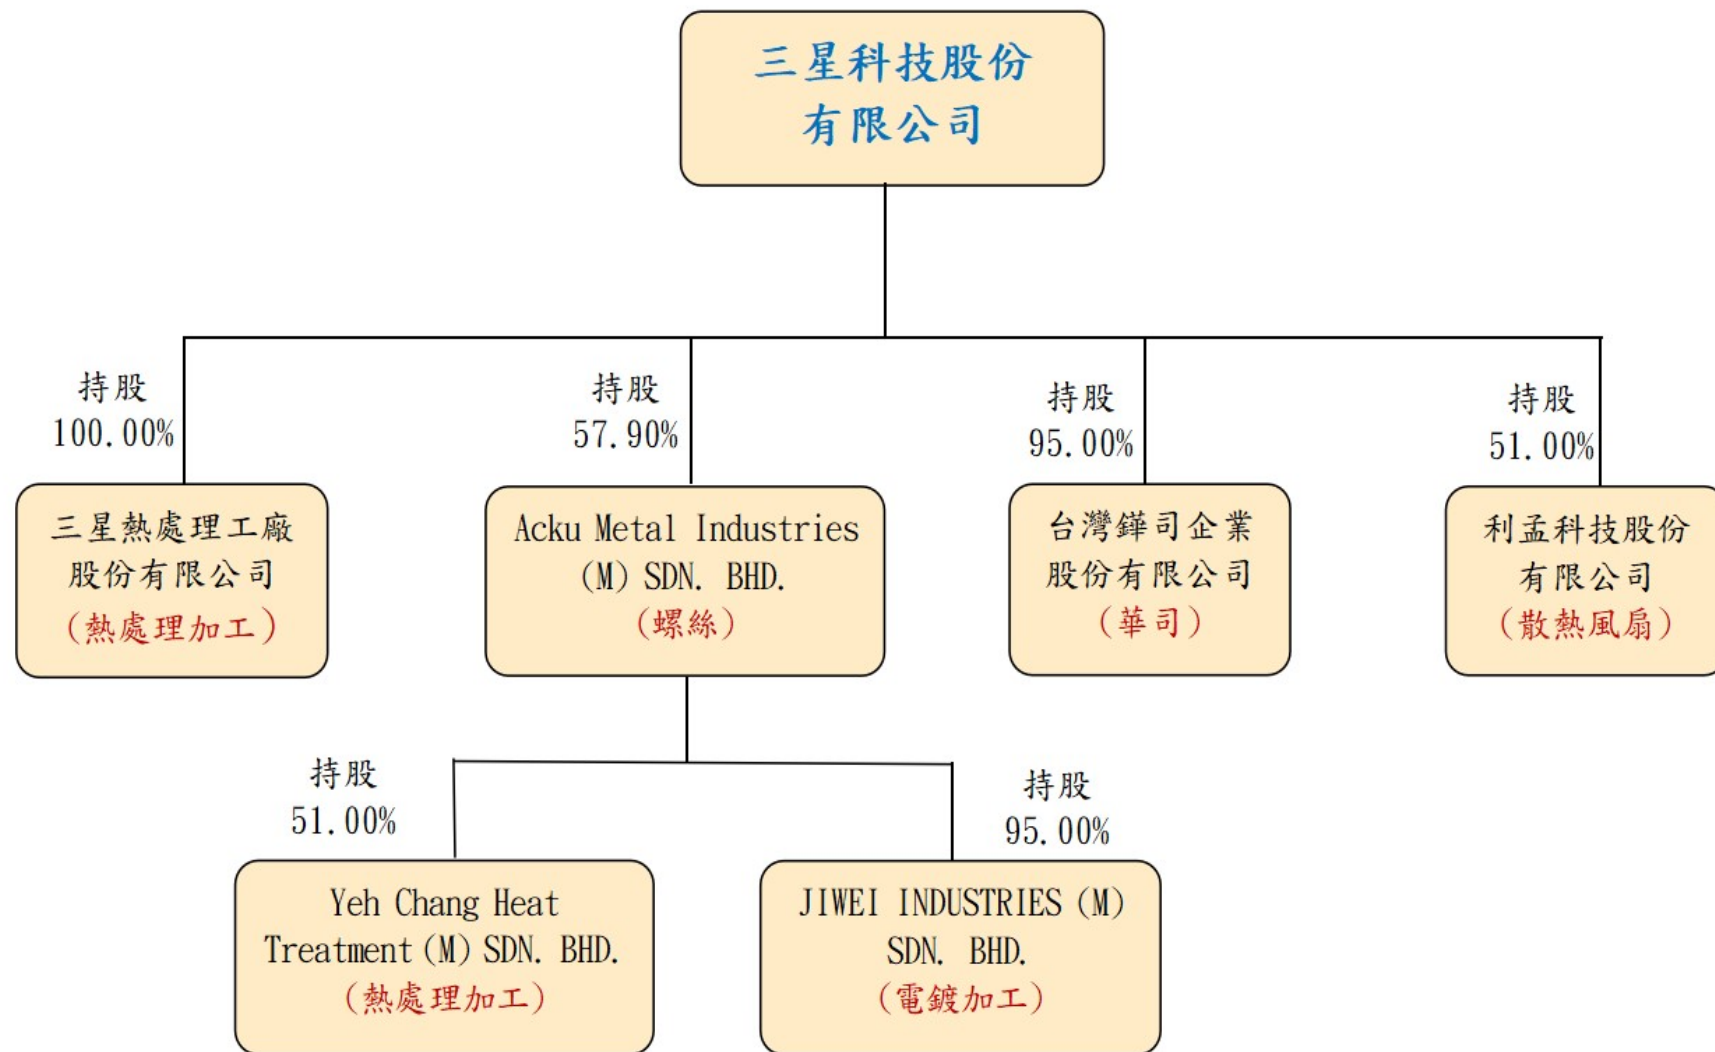 三星科技股份
有限公司
持股
100.00%
持股
57.90%
持股
95.00%
持股
51.00%
三星熱處理工廠
股份有限公司
(熱處理加工)
Acku Metal Industries
(M) SDN. BHD.
(螺絲)
台灣鏵司企業
股份有限公司
(華司)
利孟科技股份
有限公司
(散熱風扇)
持股
51.00%
持股
95.00%
Yeh Chang Heat
Treatment (M) SDN. BHD.
(熱處理加工)
JIWEI INDUSTRIES (M)
SDN. BHD.
(電鍍加工)